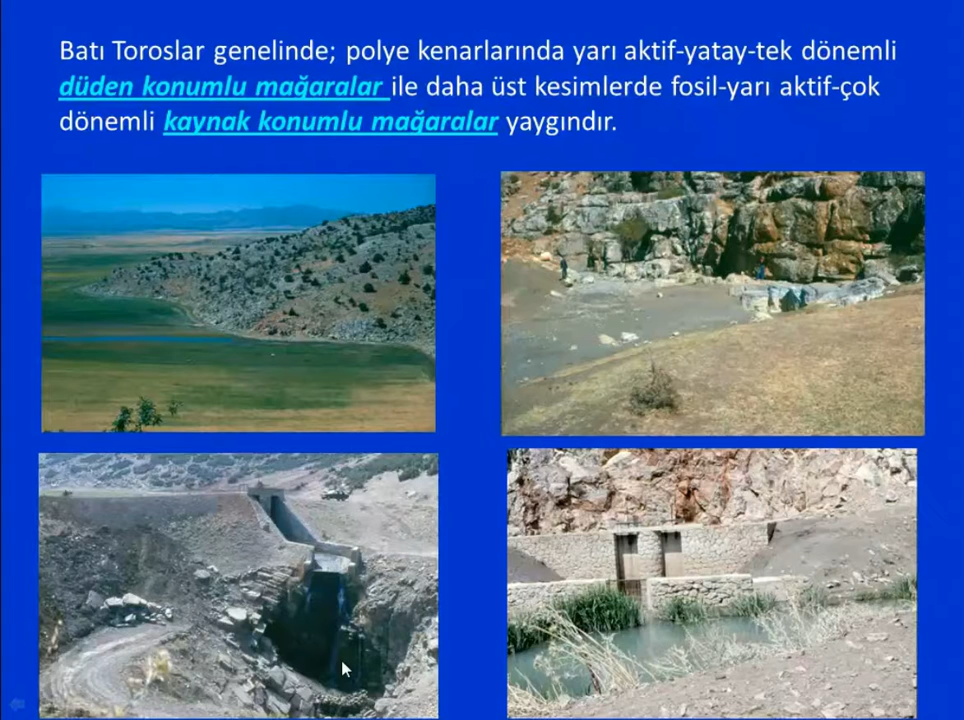 Batı Toroslar genelinde; polye kenarlarında yarı aktif-yatay-tek dönemli
düden konumlu mağaralar ile daha üst kesimlerde fosil-yarı aktif-çok
dönemli kaynak konumlu mağaralar yaygındır.